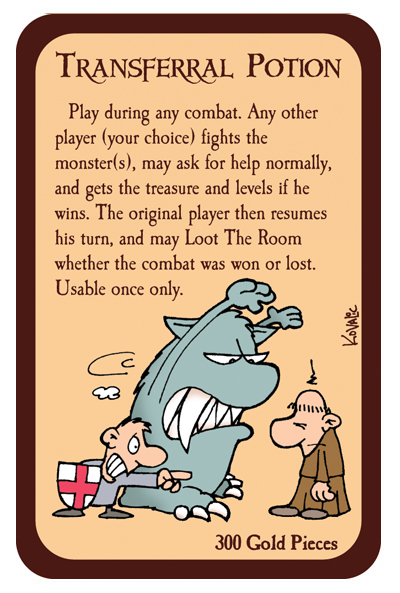 Transferral Potion
Play during any combat. Any other
player (your choice) fights the
monster(s), may ask for help normally,
and gets the treasure and levels if he
wins. The original player then resumes
his turn, and may Loot The Room
whether the combat was won or lost.
Usable once only.
Kovalic
300 Gold Pieces